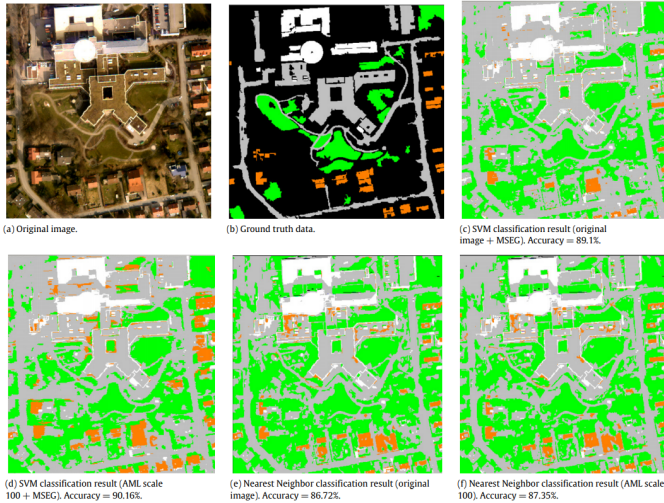 (a) Original image.
(b) Ground truth data.
(c) SVM classification result (original
image + MSEG). Accuracy = 89.1%.
(d) SVM classification result (AML scale
100 + MSEG). Accuracy = 90.16%.
(e) Nearest Neighbor classification result (original
image). Accuracy = 86.72%.
(f) Nearest Neighbor classification result (AML scale
100). Accuracy = 87.35%.